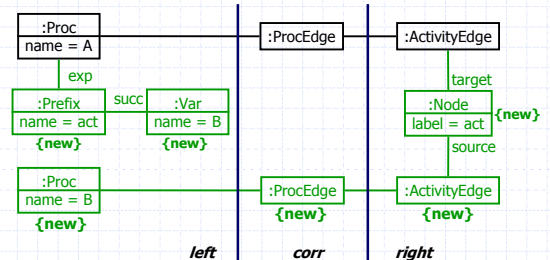 :Proc
name = A
:ProcEdge
:ActivityEdge
exp
target
:Prefix
name = act
{new}
succ
:Var
name = B
{new}
:Node
label = act
{new}
source
:Proc
name = B
{new}
:ProcEdge
{new}
:ActivityEdge
{new}
left
corr
right